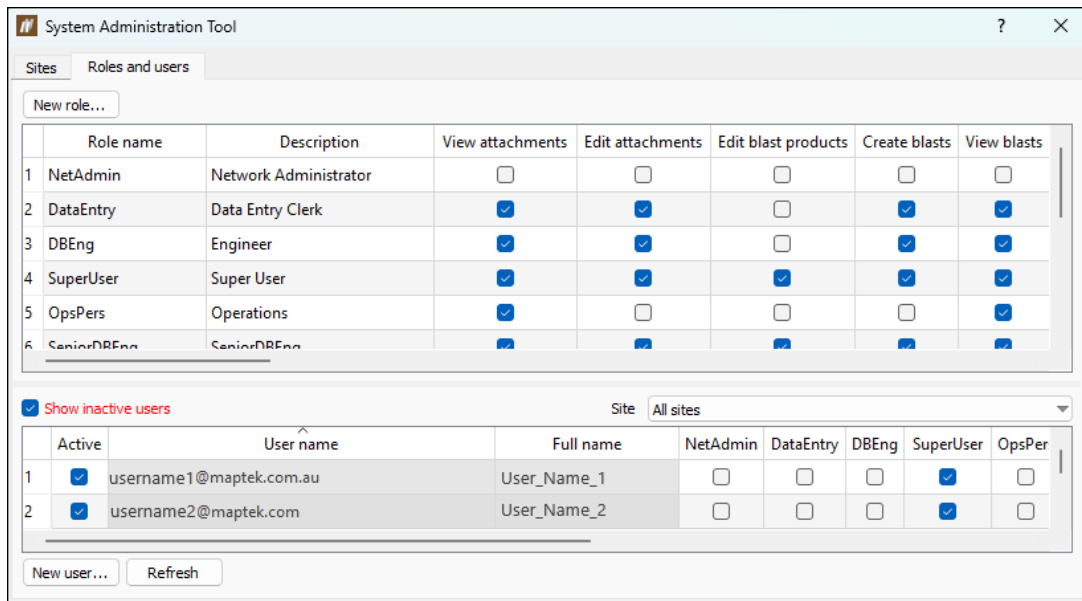 System Administration Tool ?
Sites Roles and users
New role...
Role name Description View attachments Edit attachments Edit blast products Create blasts View blasts
1 NetAdmin Network Administrator
2 DataEntry Data Entry Clerk
3 DBEng Engineer
4 SuperUser Super User
5 OpsPers Operations
6 SeniorDBEng SeniorDBEng
Show inactive users Site All sites
Active User name Full name NetAdmin DataEntry DBEng SuperUser OpsPer
1 username1@maptek.com.au User_Name_1
2 username2@maptek.com User_Name_2
New user... Refresh